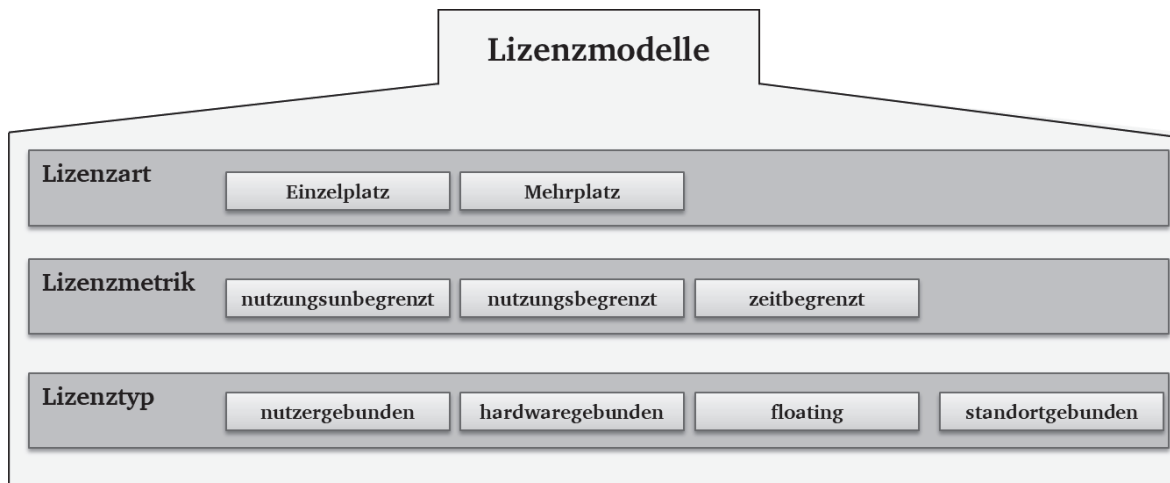 Lizenzmodelle
Lizenzart
Einzelplatz Mehrplatz
Lizenzmetrik
nutzungsunbegrenzt nutzungsbegrenzt zeitbegrenzt
Lizenztyp
nutzergebunden hardwaregebunden floating standortgebunden